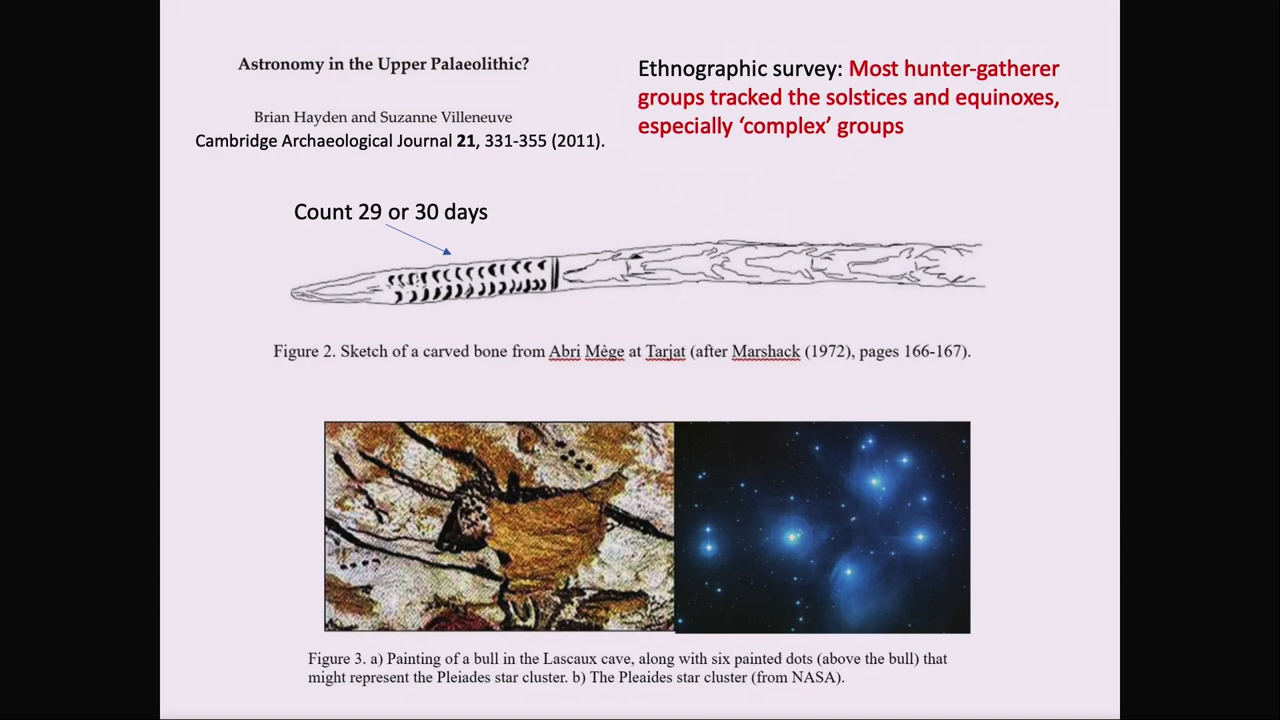 Astronomy in the Upper Palaeolithic?
Brian Hayden and Suzanne Villeneuve
Cambridge Archaeological Journal 21, 331-355 (2011).
Ethnographic survey: Most hunter-gatherer
groups tracked the solstices and equinoxes,
especially ‘complex’ groups
Count 29 or 30 days
Figure 2. Sketch of a carved bone from Abri Mège at Tarjat (after Marshack (1972), pages 166-167).
Figure 3. a) Painting of a bull in the Lascaux cave, along with six painted dots (above the bull) that
might represent the Pleiades star cluster. b) The Pleaides star cluster (from NASA).